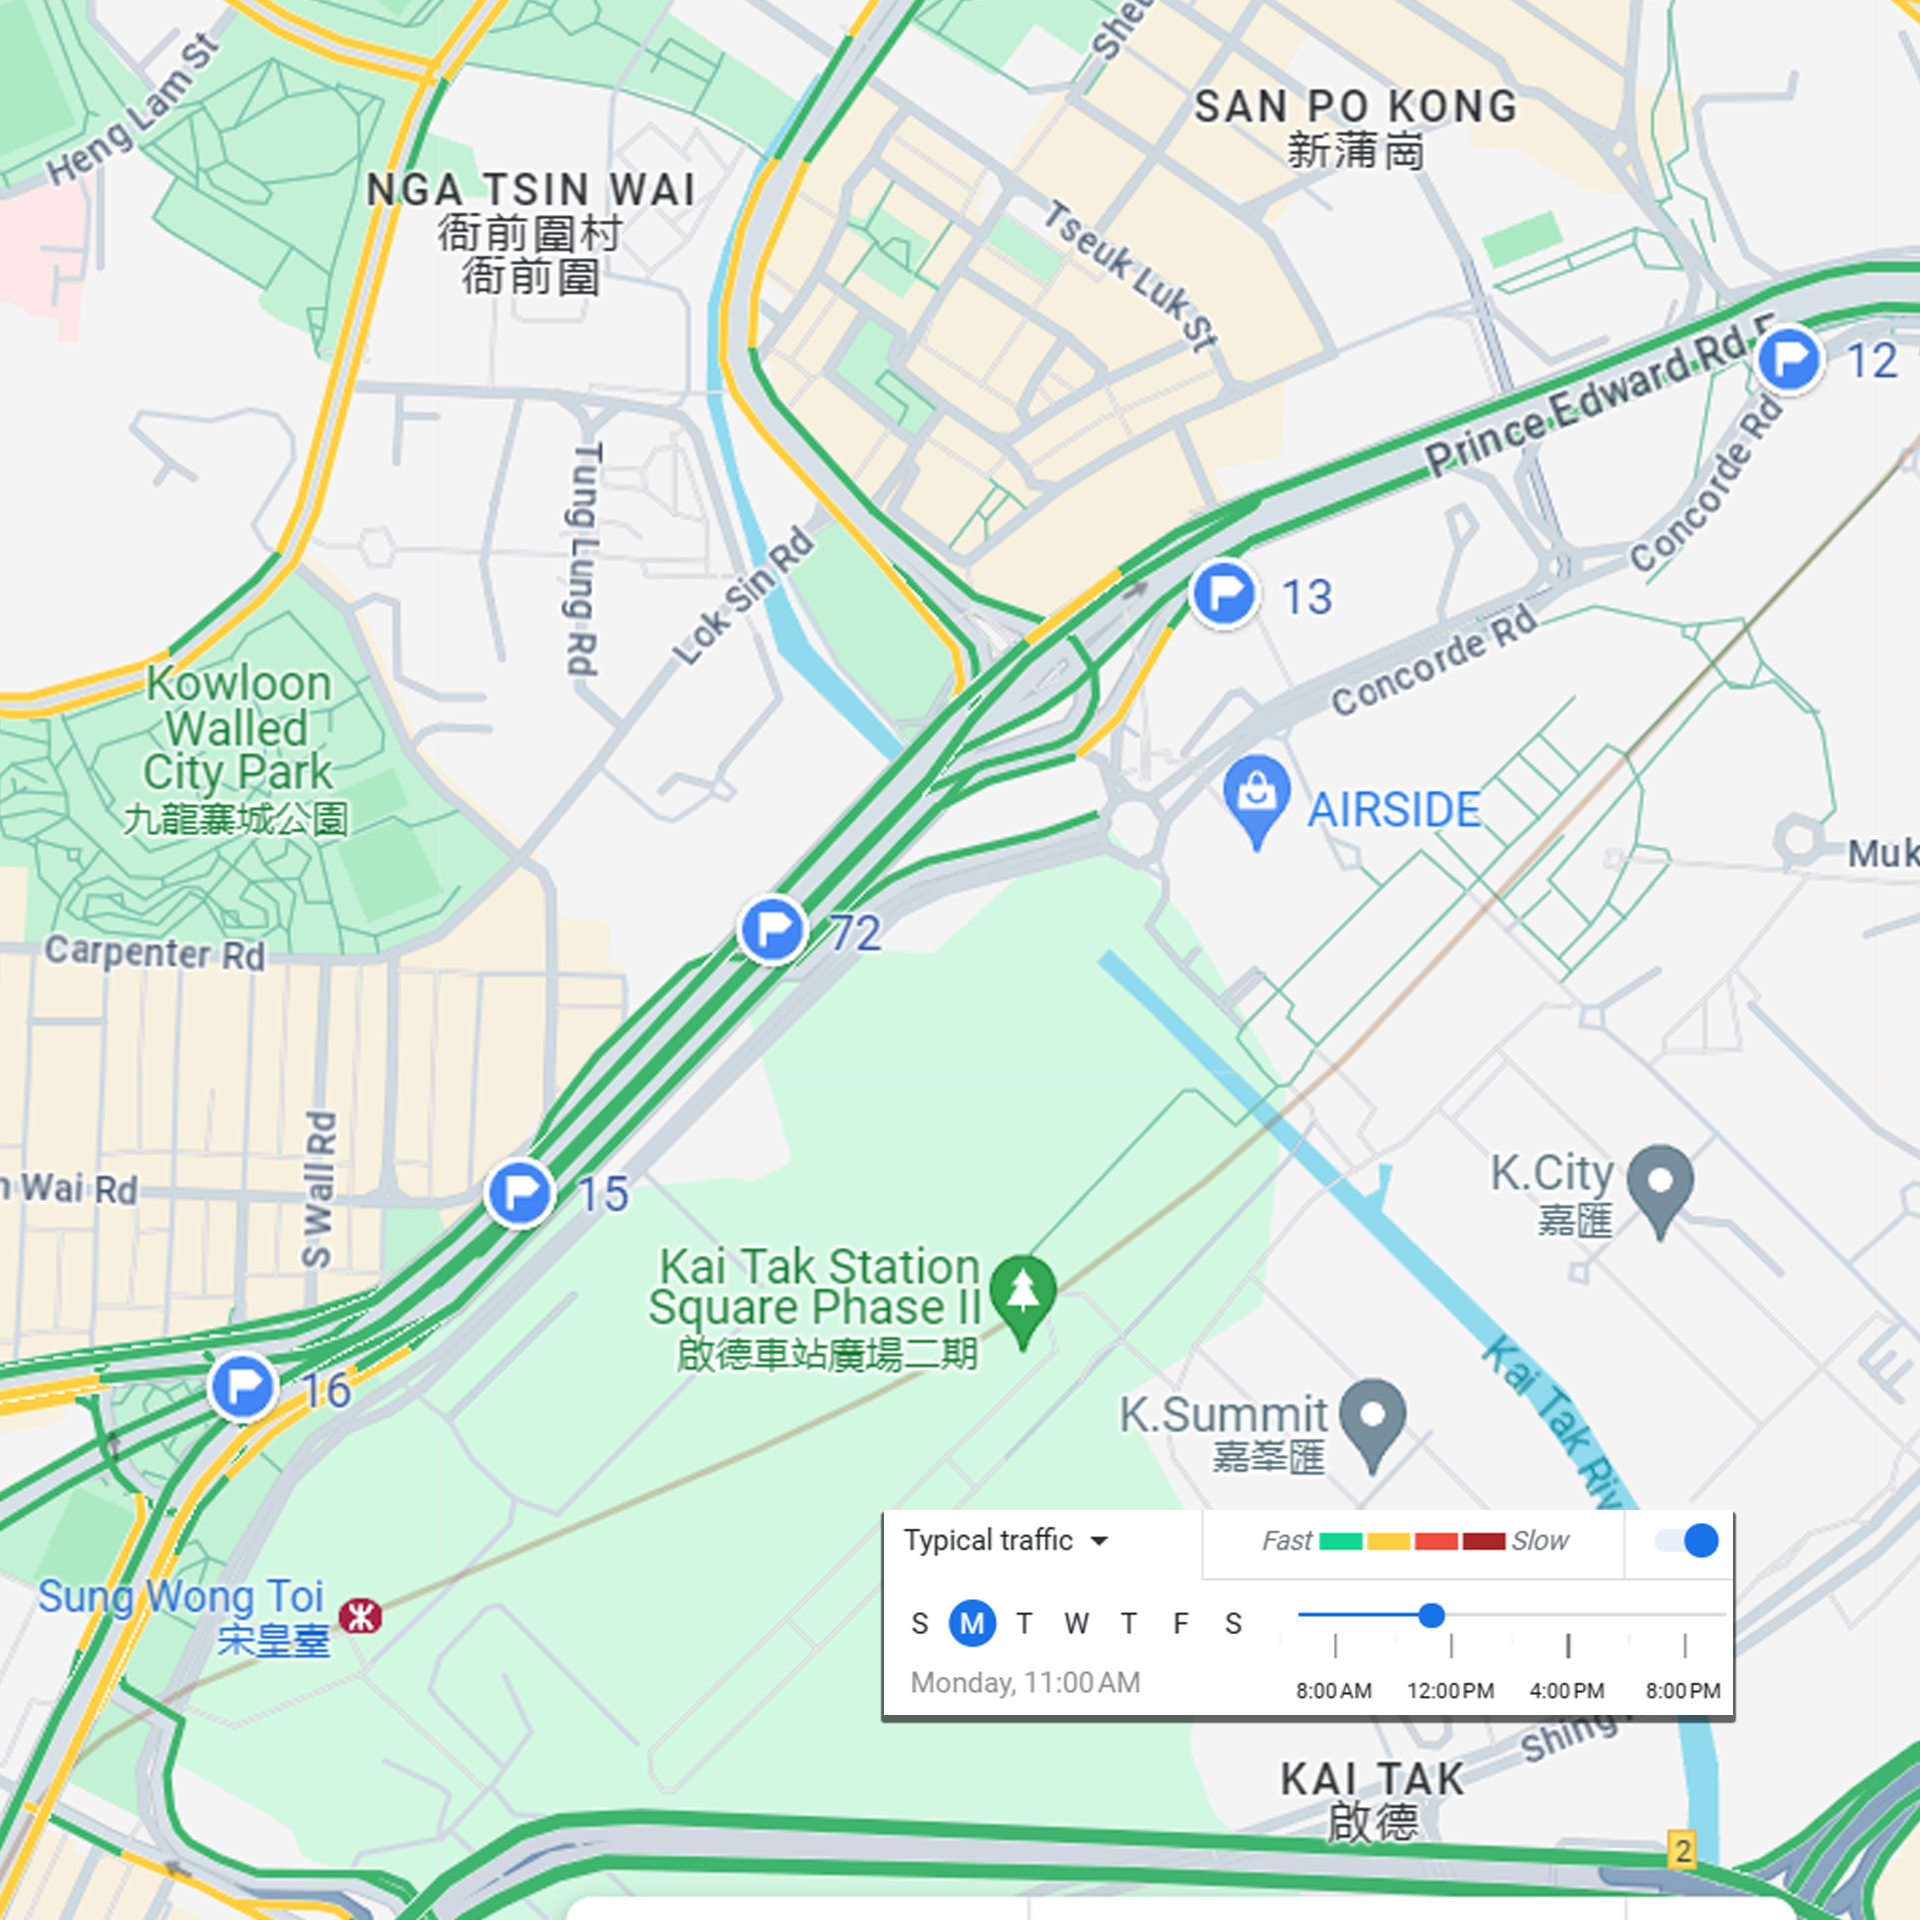 Heng Lam St
NGA TSIN WAI
衙前圍村
衙前圍
SAN PO KONG
新蒲崗
Tseuk Luk St
Prince Edward Rd E
12
Concorde Rd
Tung Lung Rd
Lok Sin Rd
13
Concorde Rd
Kowloon
Walled
City Park
九龍寨城公園
AIRSIDE
Carpenter Rd
72
S Wall Rd
Wai Rd
15
K.City
嘉匯
Kai Tak Station
Square Phase II
啟德車站廣場二期
16
K.Summit
嘉峯匯
Kai Tak
Sung Wong Toi
宋皇臺
Typical traffic
Fast
Slow
S M T W T F S
Monday, 11:00 AM
8:00 AM 12:00 PM 4:00 PM 8:00 PM
Shing
KAI TAK
啟德
2